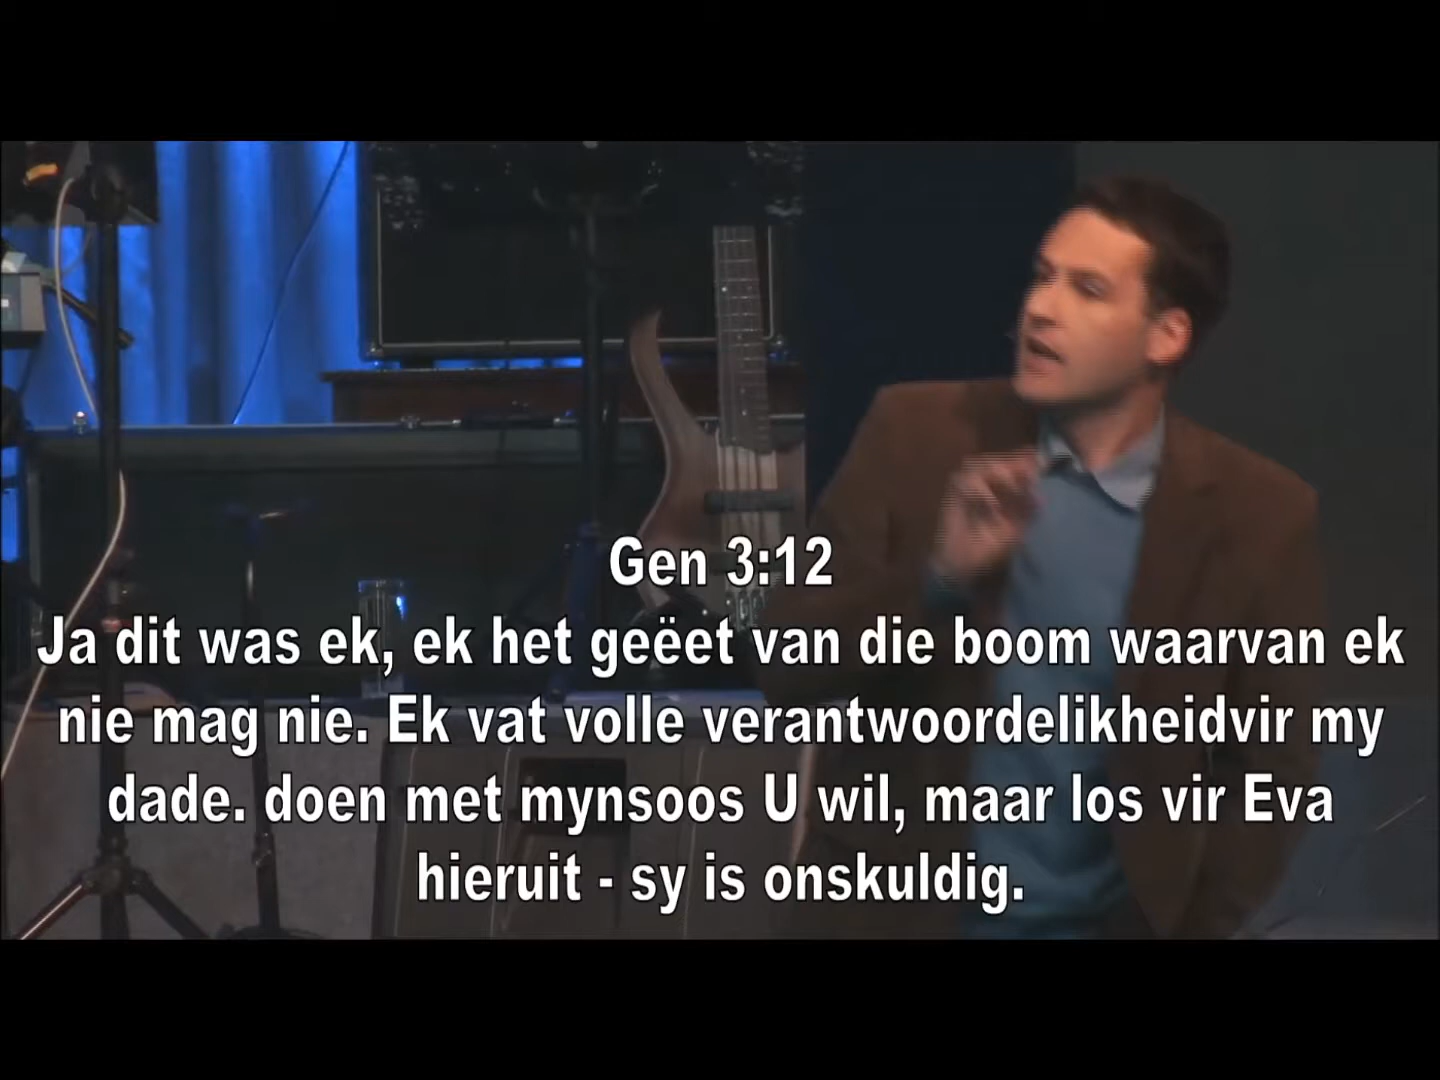 Gen 3:12
Ja dit was ek, ek het geëet van die boom waarvan ek
nie mag nie. Ek vat volle verantwoordelikheidvir my
dade. doen met mynsoos U wil, maar los vir Eva
hieruit - sy is onskuldig.